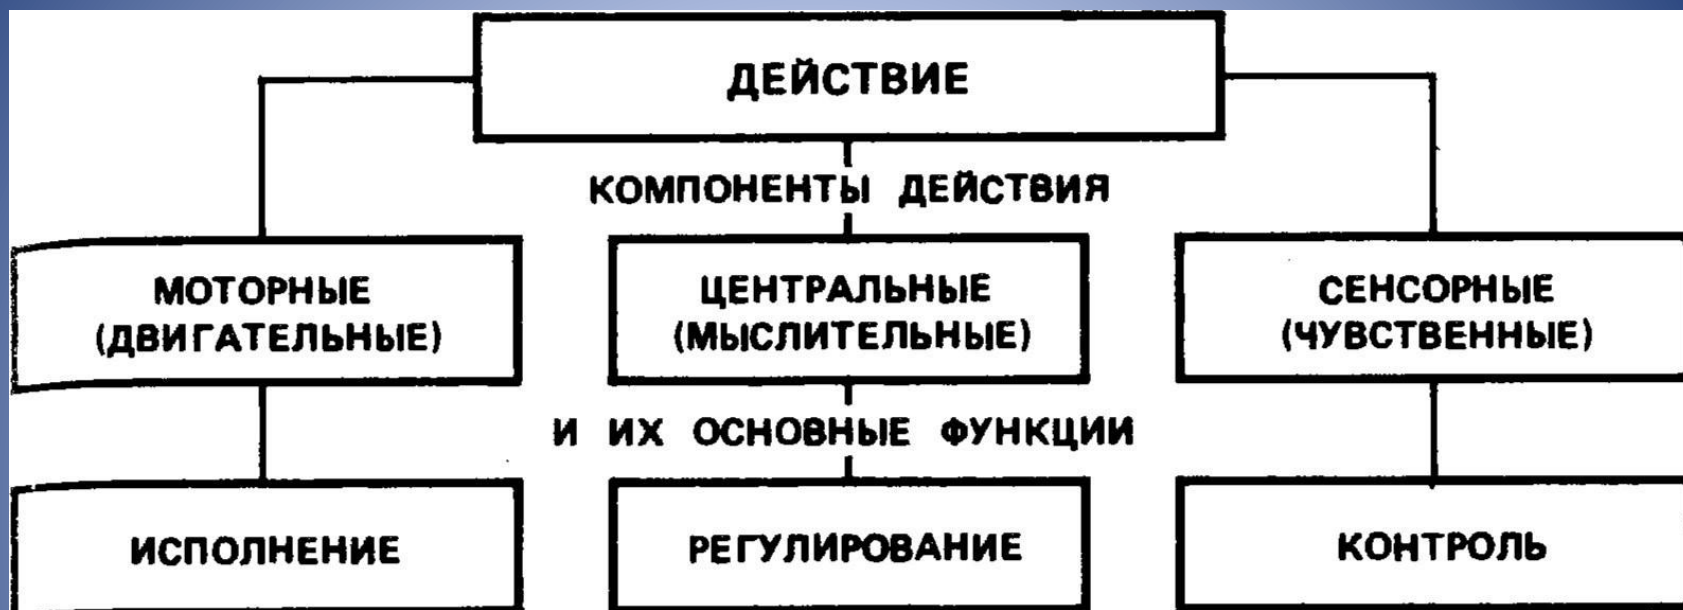 ДЕЙСТВИЕ
КОМПОНЕНТЫ ДЕЙСТВИЯ
МОТОРНЫЕ
(ДВИГАТЕЛЬНЫЕ)
ЦЕНТРАЛЬНЫЕ
(МЫСЛИТЕЛЬНЫЕ)
СЕНСОРНЫЕ
(ЧУВСТВЕННЫЕ)
И ИХ ОСНОВНЫЕ ФУНКЦИИ
ИСПОЛНЕНИЕ
РЕГУЛИРОВАНИЕ
КОНТРОЛЬ